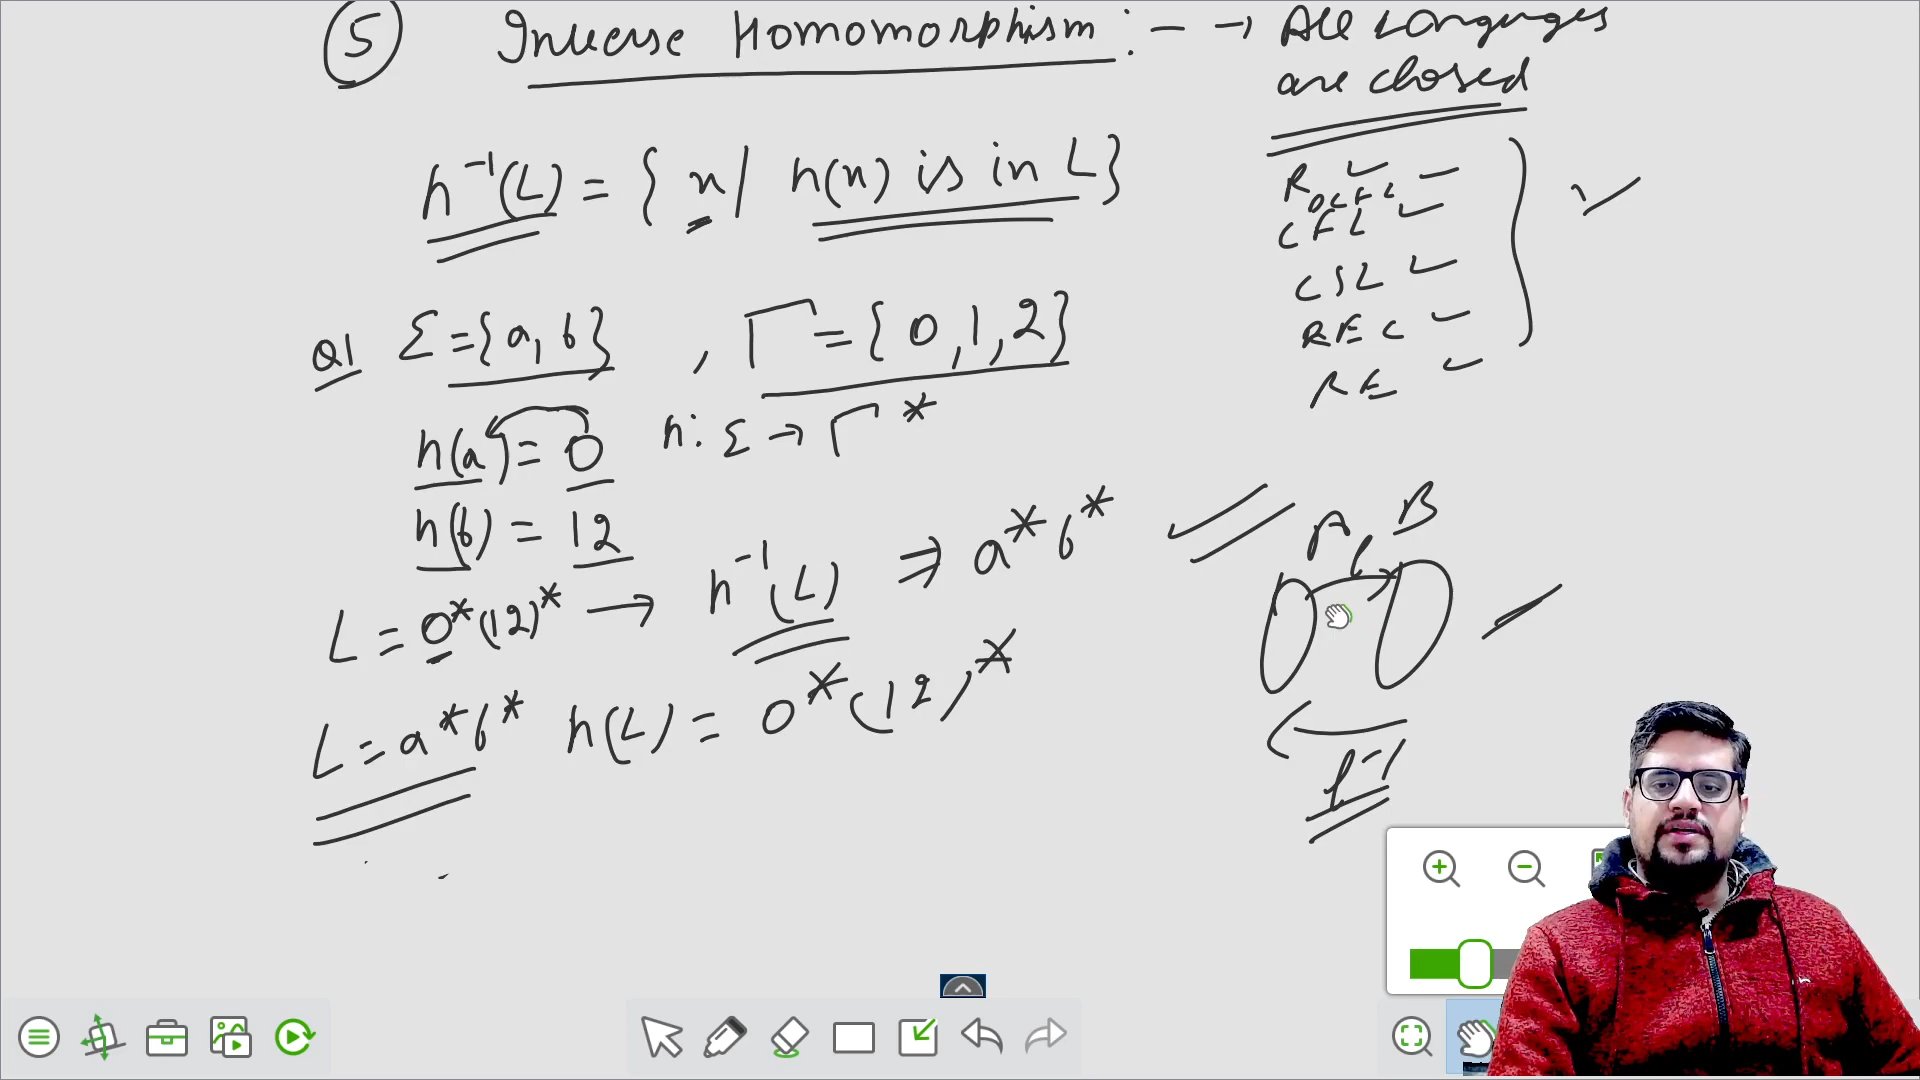 5 Inverse Homomorphism :- → All Languages
are closed
h⁻¹(L) = { x | h(x) is in L }
R ✓ ✓
DCFL
CFL ✓
CSL ✓
REC ✓
RE ✓
Q1 Σ = {a, b} , Γ = { 0, 1, 2 }
h(a) = 0 h: Σ → Γ*
h(b) = 12
L = 0*(12)* → h⁻¹(L) ⇒ a*b*
L = a*b* h(L) = 0*(12)*
A B
f
f⁻¹